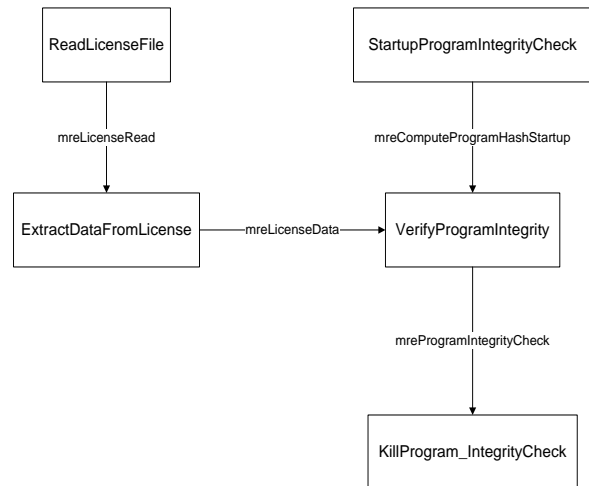 ReadLicenseFile
StartupProgramIntegrityCheck
mreLicenseRead
mreComputeProgramHashStartup
ExtractDataFromLicense
mreLicenseData
VerifyProgramIntegrity
mreProgramIntegrityCheck
KillProgram_IntegrityCheck